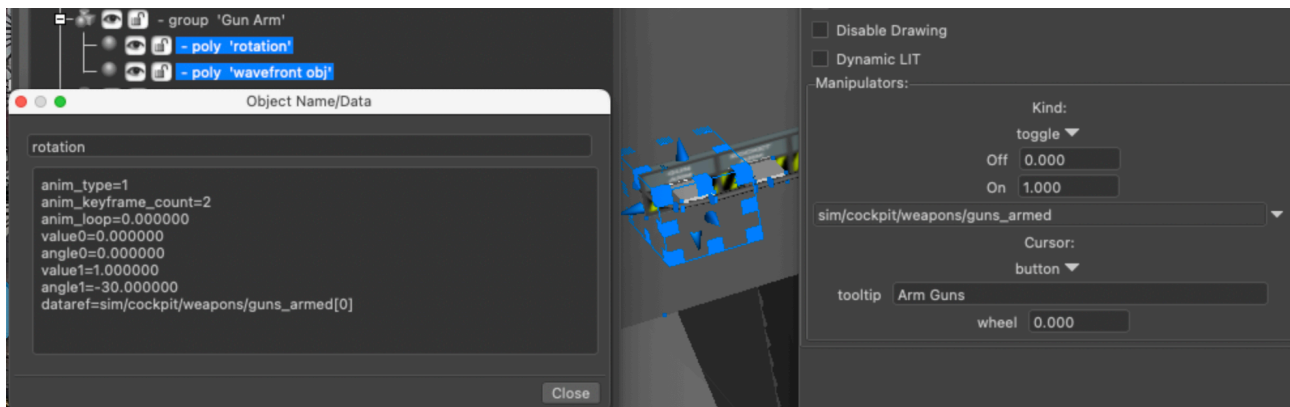 - group 'Gun Arm'
- poly 'rotation'
- poly 'wavefront obj'
Object Name/Data
rotation
anim_type=1
anim_keyframe_count=2
anim_loop=0.000000
value0=0.000000
angle0=0.000000
value1=1.000000
angle1=-30.000000
dataref=sim/cockpit/weapons/guns_armed[0]
Close
Disable Drawing
Dynamic LIT
Manipulators:
Kind:
toggle
Off 0.000
On 1.000
sim/cockpit/weapons/guns_armed
Cursor:
button
tooltip Arm Guns
wheel 0.000